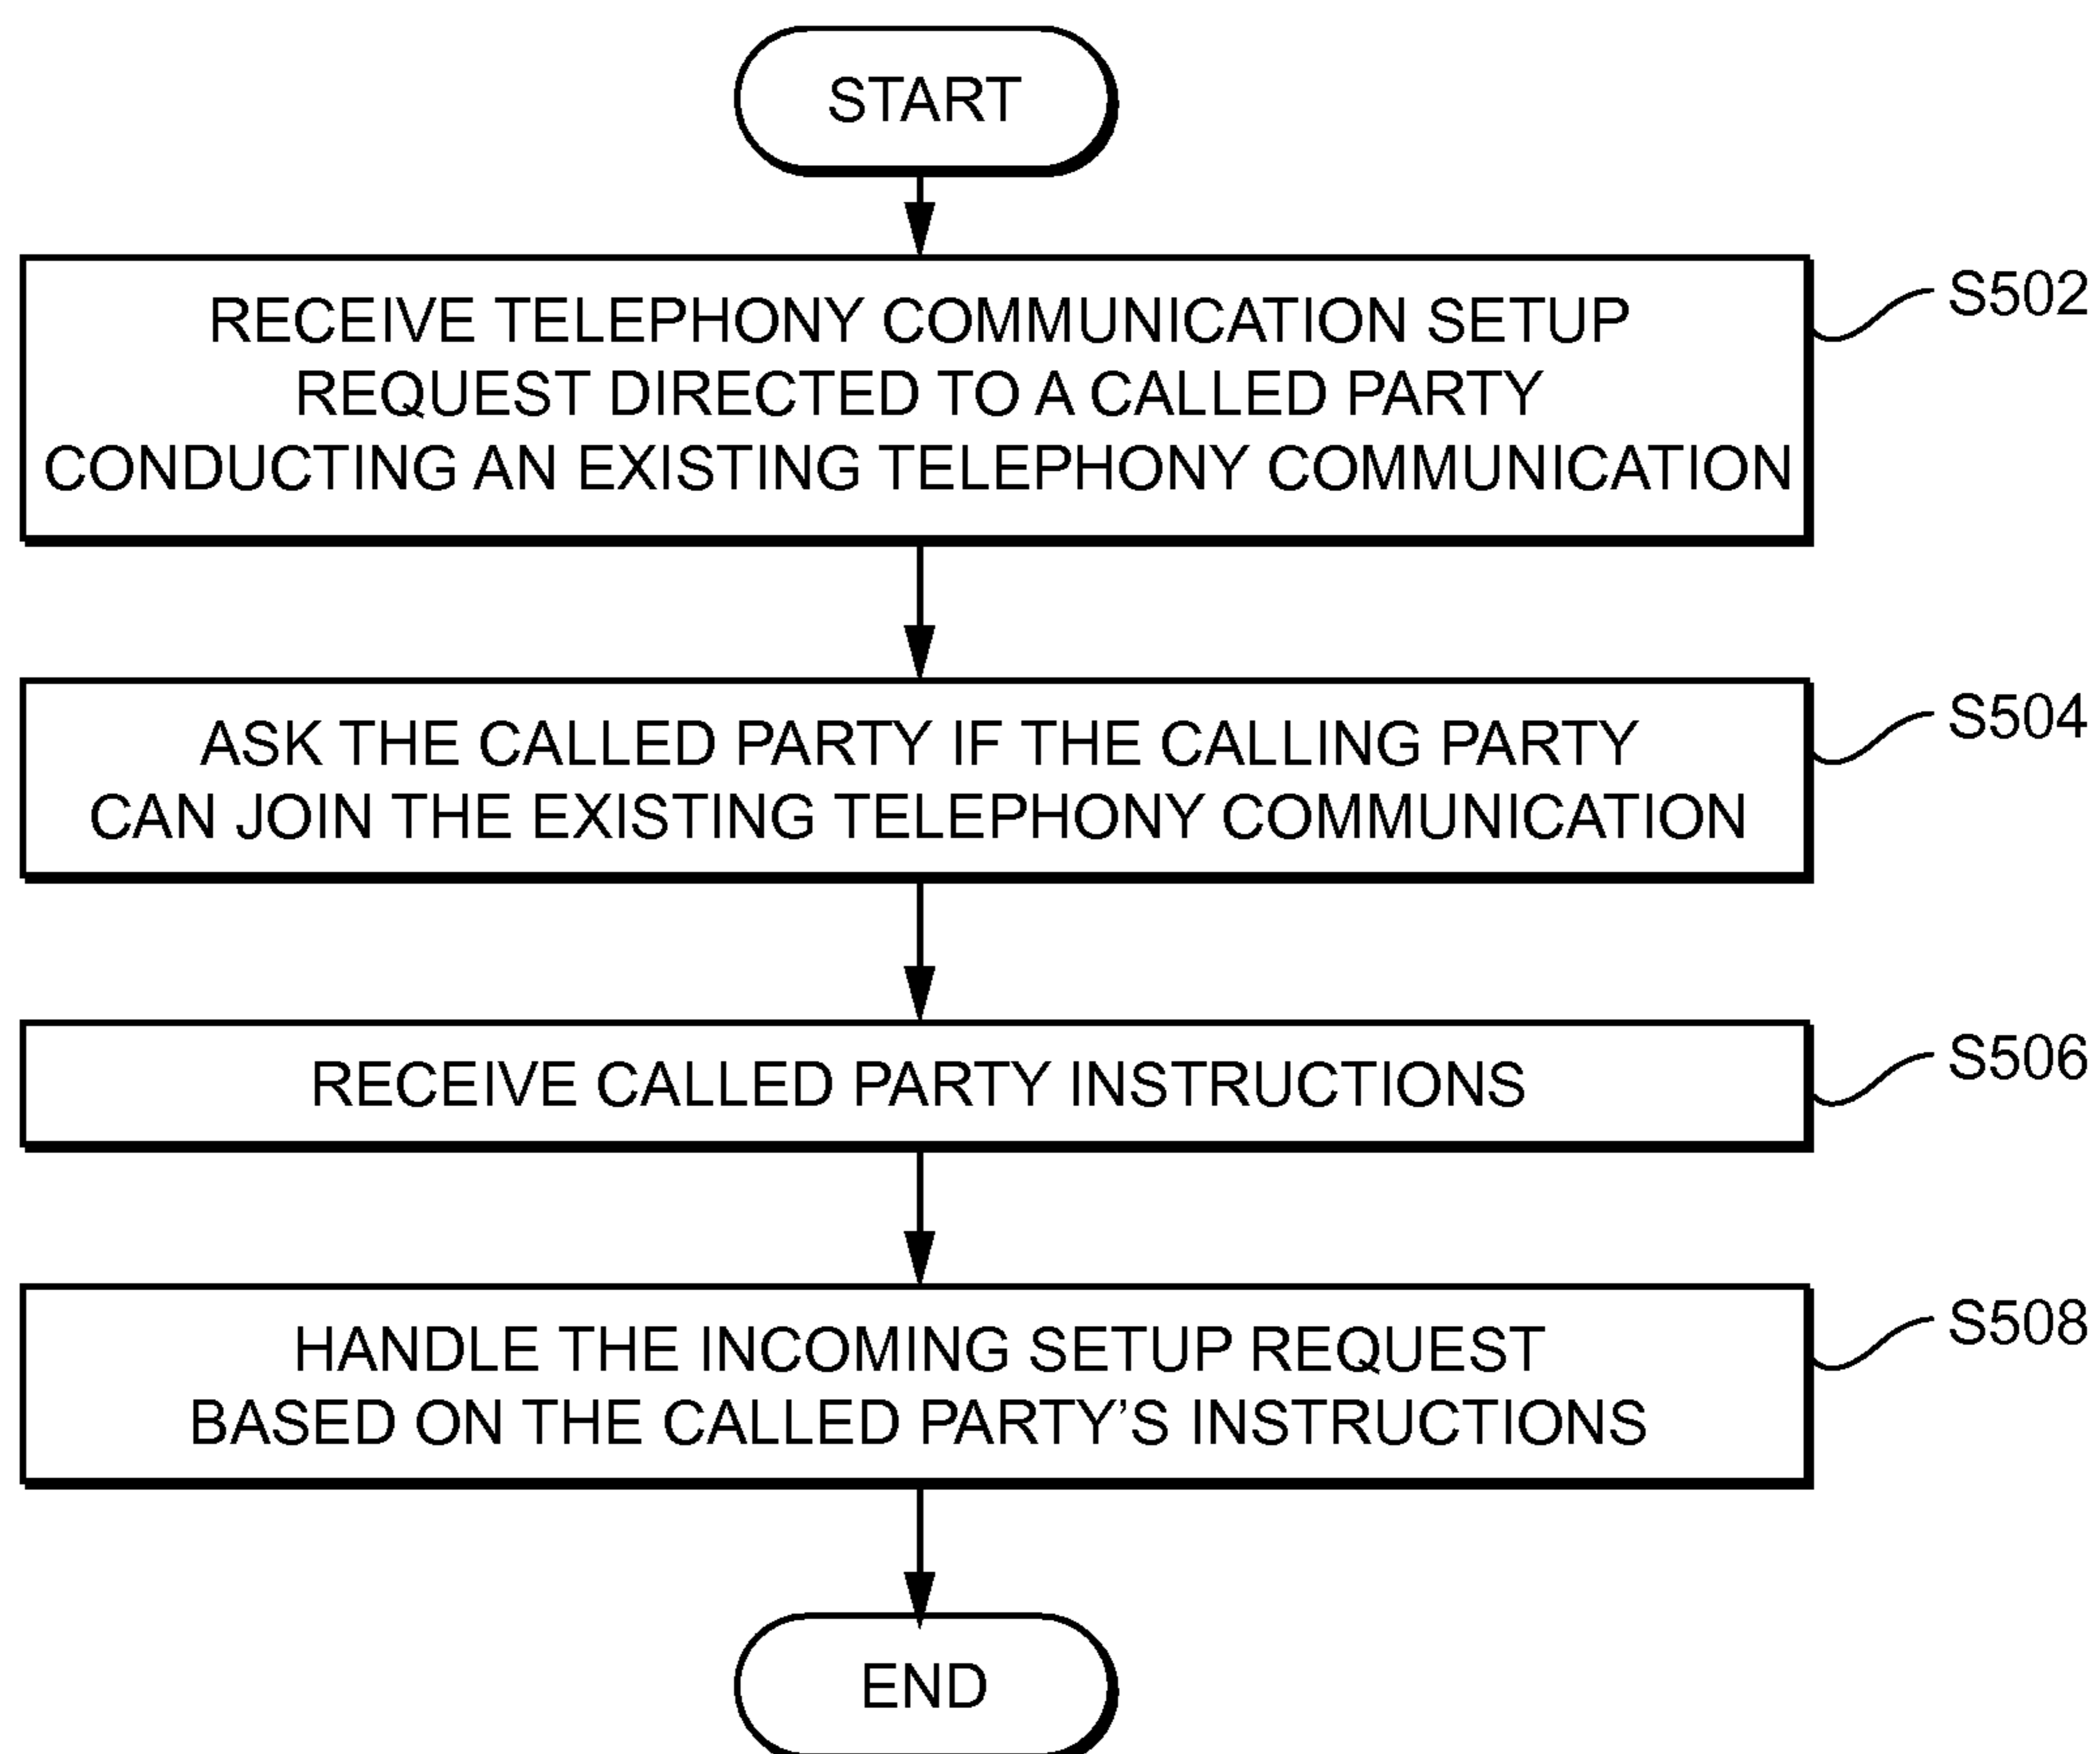 START
RECEIVE TELEPHONY COMMUNICATION SETUP
REQUEST DIRECTED TO A CALLED PARTY
CONDUCTING AN EXISTING TELEPHONY COMMUNICATION
S502
ASK THE CALLED PARTY IF THE CALLING PARTY
CAN JOIN THE EXISTING TELEPHONY COMMUNICATION
S504
RECEIVE CALLED PARTY INSTRUCTIONS
S506
HANDLE THE INCOMING SETUP REQUEST
BASED ON THE CALLED PARTY’S INSTRUCTIONS
S508
END